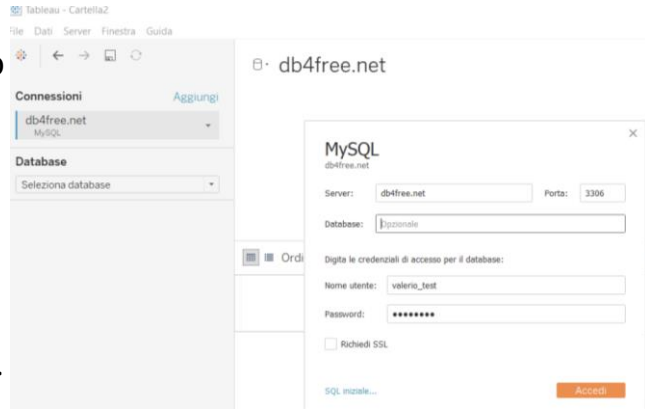 Tableau - Cartella2
File Dati Server Finestra Guida
db4free.net
Connessioni Aggiungi
db4free.net
MySQL
Database
Seleziona database
Ordi
MySQL
db4free.net
Server: db4free.net Porta: 3306
Database: Opzionale
Digita le credenziali di accesso per il database:
Nome utente: valerio_test
Password: ••••••••
Richiedi SSL
SQL iniziale... Accedi